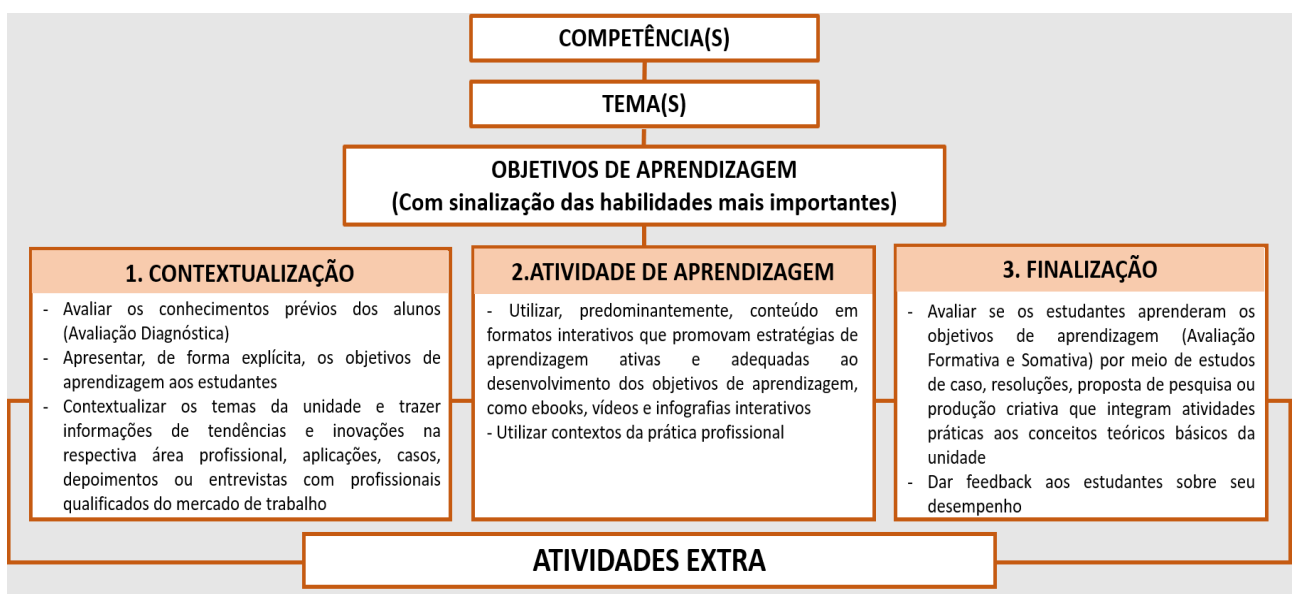 COMPETÊNCIA(S)
TEMA(S)
OBJETIVOS DE APRENDIZAGEM
(Com sinalização das habilidades mais importantes)
1. CONTEXTUALIZAÇÃO
- Avaliar os conhecimentos prévios dos alunos
(Avaliação Diagnóstica)
- Apresentar, de forma explícita, os objetivos de
aprendizagem aos estudantes
- Contextualizar os temas da unidade e trazer
informações de tendências e inovações na
respectiva área profissional, aplicações, casos,
depoimentos ou entrevistas com profissionais
qualificados do mercado de trabalho
2.ATIVIDADE DE APRENDIZAGEM
- Utilizar, predominantemente, conteúdo em
formatos interativos que promovam estratégias de
aprendizagem ativas e adequadas ao
desenvolvimento dos objetivos de aprendizagem,
como ebooks, vídeos e infografias interativos
- Utilizar contextos da prática profissional
3. FINALIZAÇÃO
- Avaliar se os estudantes aprenderam os
objetivos de aprendizagem (Avaliação
Formativa e Somativa) por meio de estudos
de caso, resoluções, proposta de pesquisa ou
produção criativa que integram atividades
práticas aos conceitos teóricos básicos da
unidade
- Dar feedback aos estudantes sobre seu
desempenho
ATIVIDADES EXTRA